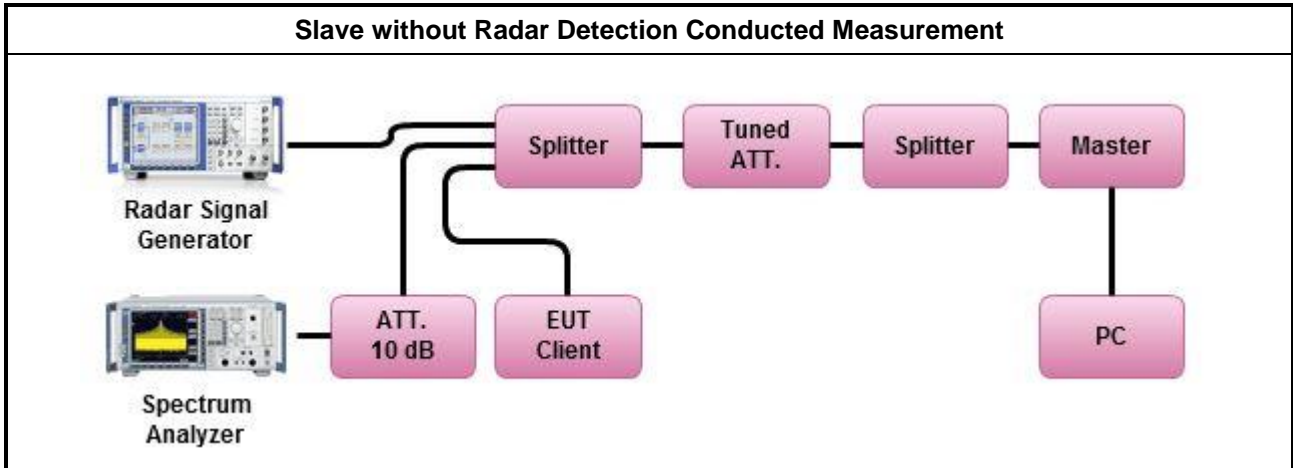 Slave without Radar Detection Conducted Measurement
Radar Signal
Generator
Splitter
Tuned
ATT.
Splitter
Master
Spectrum
Analyzer
ATT.
10 dB
EUT
Client
PC